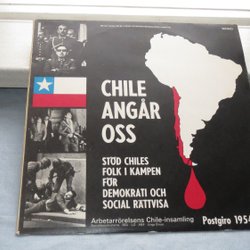 CHILE
ANGÅR
OSS
STÖD CHILES
FOLK I KAMPEN
FÖR
DEMOKRATI OCH
SOCIAL RÄTTVISA
Arbetarrörelsens Chile-insamling
Postgiro 1954